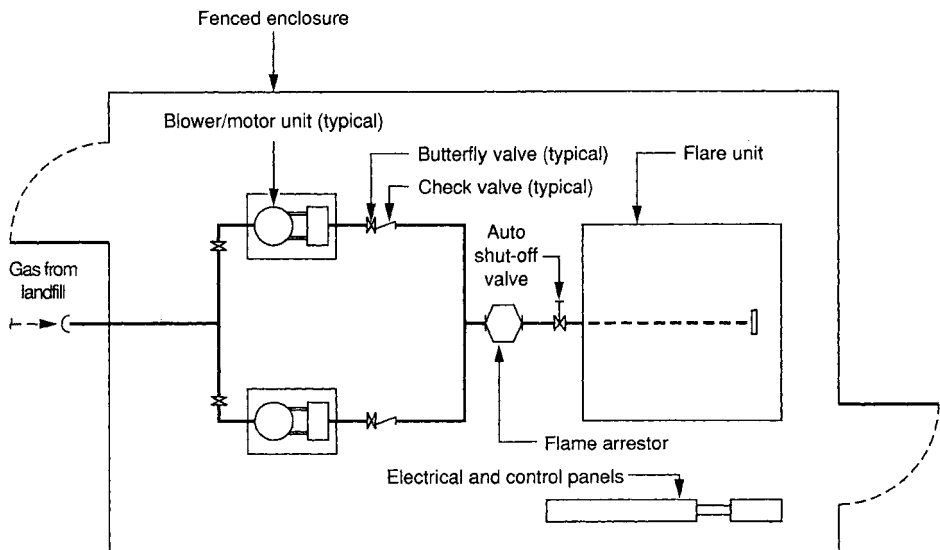 Fenced enclosure
Blower/motor unit (typical)
Butterfly valve (typical)
Check valve (typical)
Flare unit
Auto
shut-off
valve
Gas from
landfill
Flame arrestor
Electrical and control panels